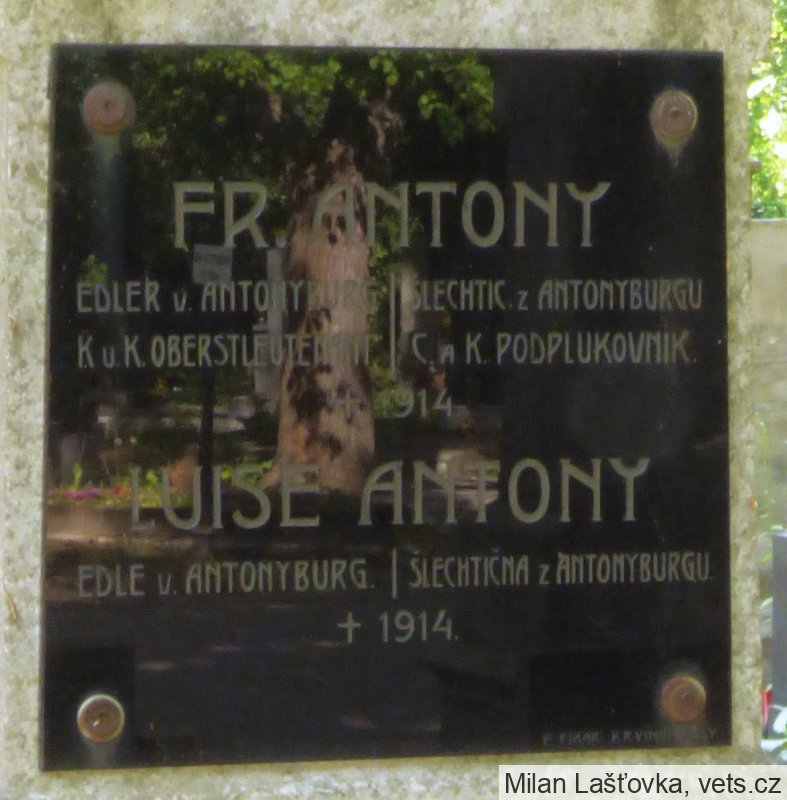 FR. ANTONY
EDLER v. ANTONYBURG | ŠLECHTIC. z ANTONYBURGU
K u. K. OBERSTLEUTENANT | C. A K. PODPLUKOVNIK.
+ 1914
LUISE ANTONY
EDLE v. ANTONYBURG. | ŠLECHTIČNA z ANTONYBURGU.
+ 1914.
Milan Lašťovka, vets.cz